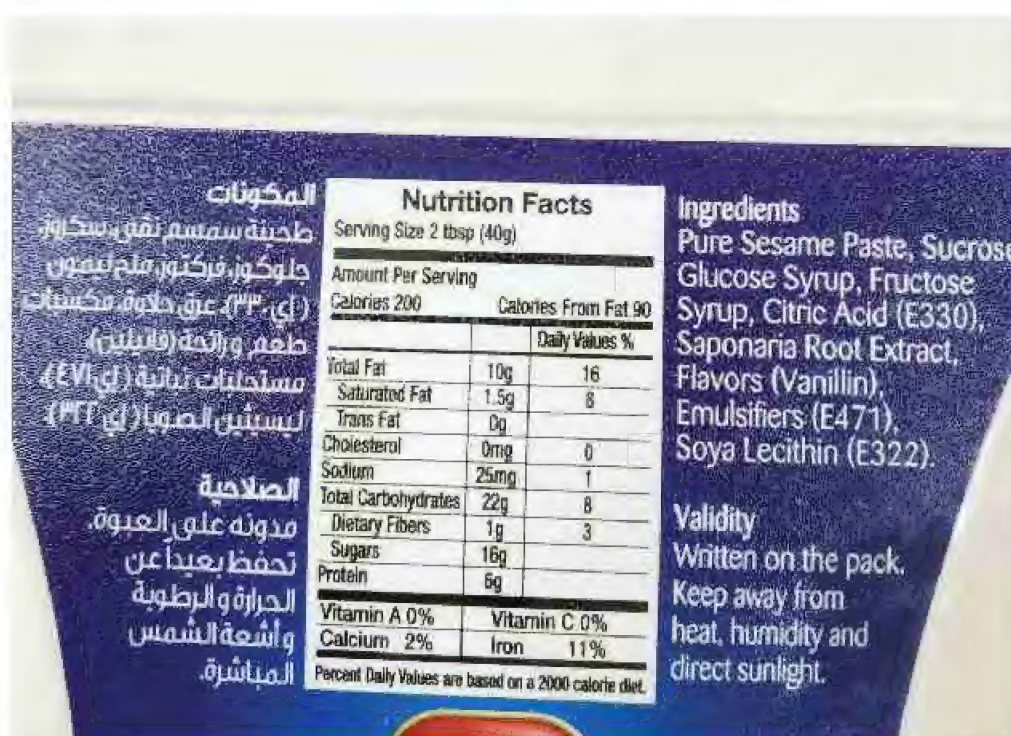 المكونات
طحينة سمسم نقي، سكروز،
جلوكوز، فركتوز، ملح ليمون
(إي ٣٣٠)، عرق حلاوة، مكسبات
طعم ورائحة (فانيلين)،
مستحلبات نباتية (إي ٤٧١)،
ليسيثين الصويا (إي ٣٢٢).
الصلاحية
مدونه على العبوة.
تحفظ بعيداً عن
الحرارة و الرطوبة
وأشعة الشمس
المباشرة.
Nutrition Facts
Serving Size 2 tbsp (40g)
Amount Per Serving
Calories 200 Calories From Fat 90
Daily Values %
Total Fat 10g 16
Saturated Fat 1.5g 8
Trans Fat 0g
Cholesterol 0mg 0
Sodium 25mg 1
Total Carbohydrates 22g 8
Dietary Fibers 1g 3
Sugars 16g
Protein 6g
Vitamin A 0% Vitamin C 0%
Calcium 2% Iron 11%
Percent Daily Values are based on a 2000 calorie diet.
Ingredients
Pure Sesame Paste, Sucrose
Glucose Syrup, Fructose
Syrup, Citric Acid (E330),
Saponaria Root Extract,
Flavors (Vanillin),
Emulsifiers (E471),
Soya Lecithin (E322).
Validity
Written on the pack.
Keep away from
heat, humidity and
direct sunlight.